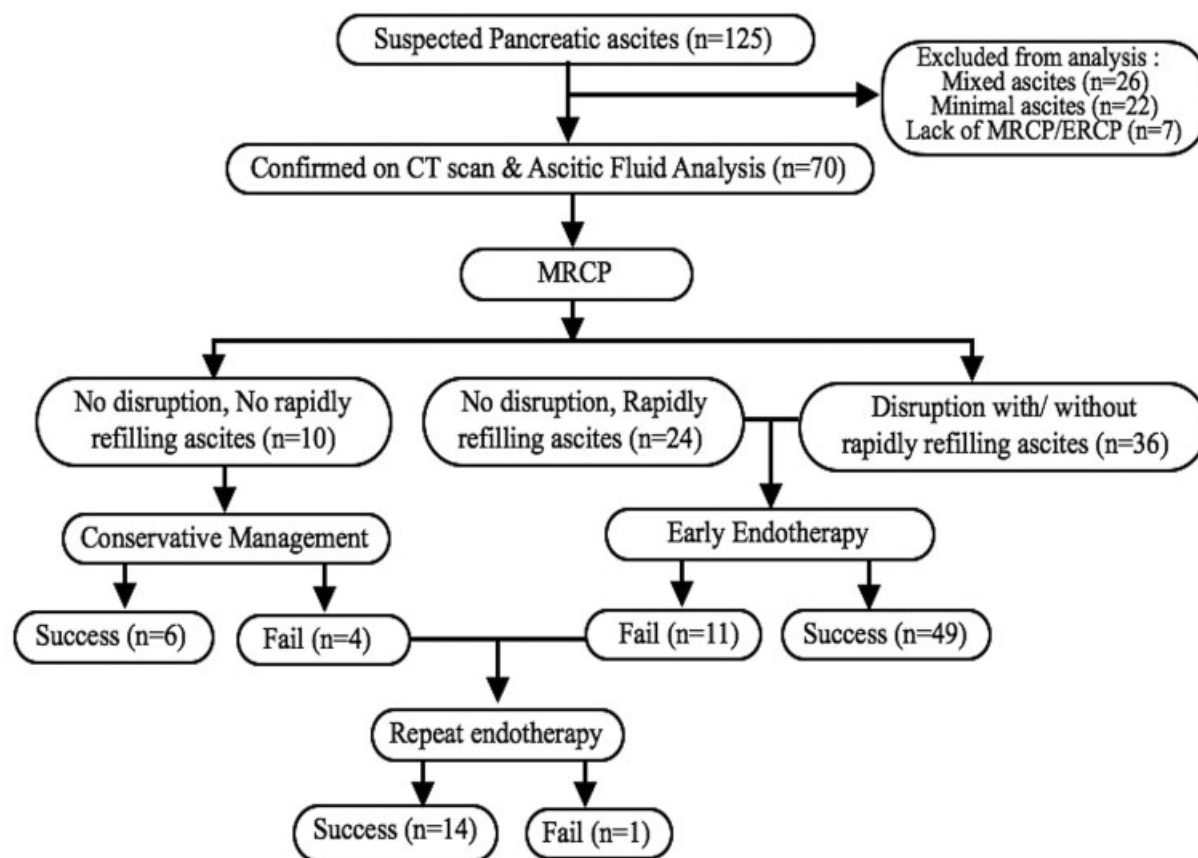 Suspected Pancreatic ascites (n=125)
Excluded from analysis :
Mixed ascites (n=26)
Minimal ascites (n=22)
Lack of MRCP/ERCP (n=7)
Confirmed on CT scan & Ascitic Fluid Analysis (n=70)
MRCP
No disruption, No rapidly
refilling ascites (n=10)
No disruption, Rapidly
refilling ascites (n=24)
Disruption with/ without
rapidly refilling ascites (n=36)
Conservative Management
Early Endotherapy
Success (n=6)
Fail (n=4)
Fail (n=11)
Success (n=49)
Repeat endotherapy
Success (n=14)
Fail (n=1)